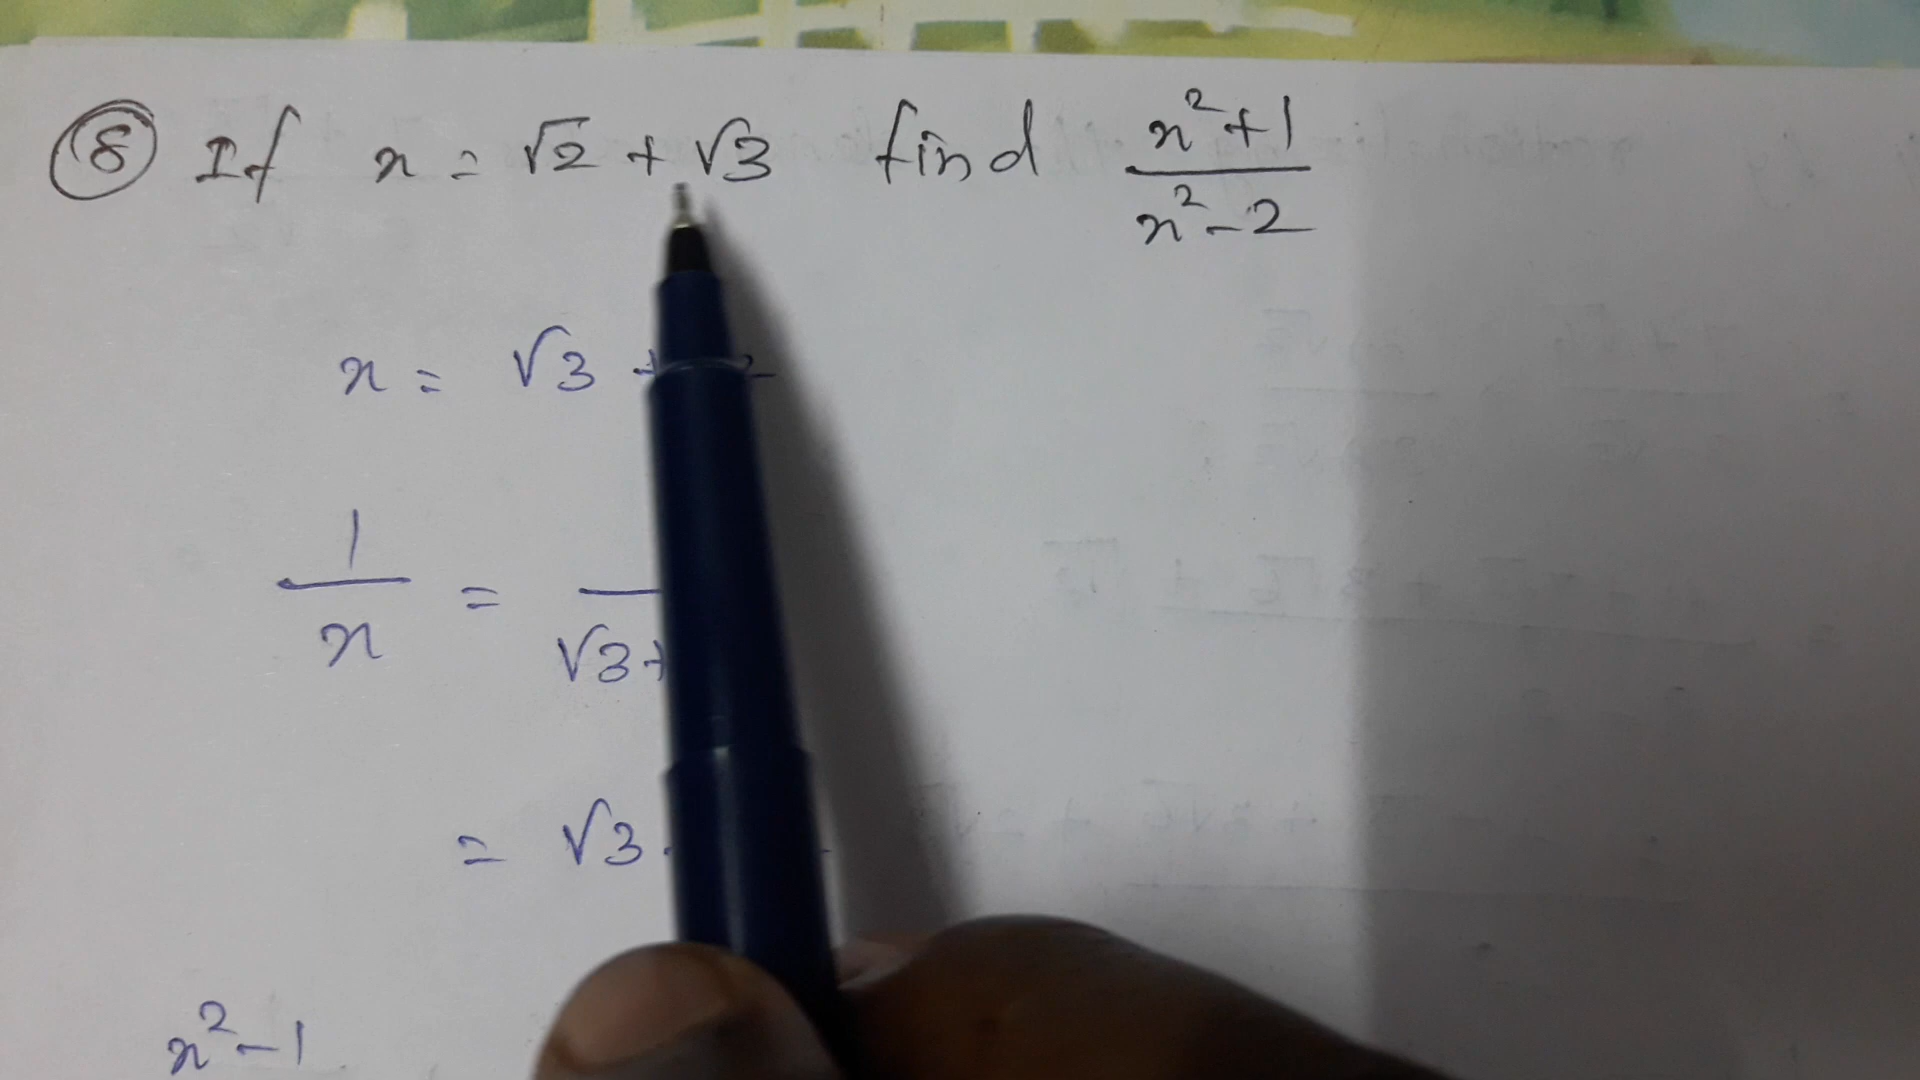 ⑧ If x = √2 + √3 find x²+1 / x²-2
x = √3 +
1/x = / √3+
= √3
x²-1